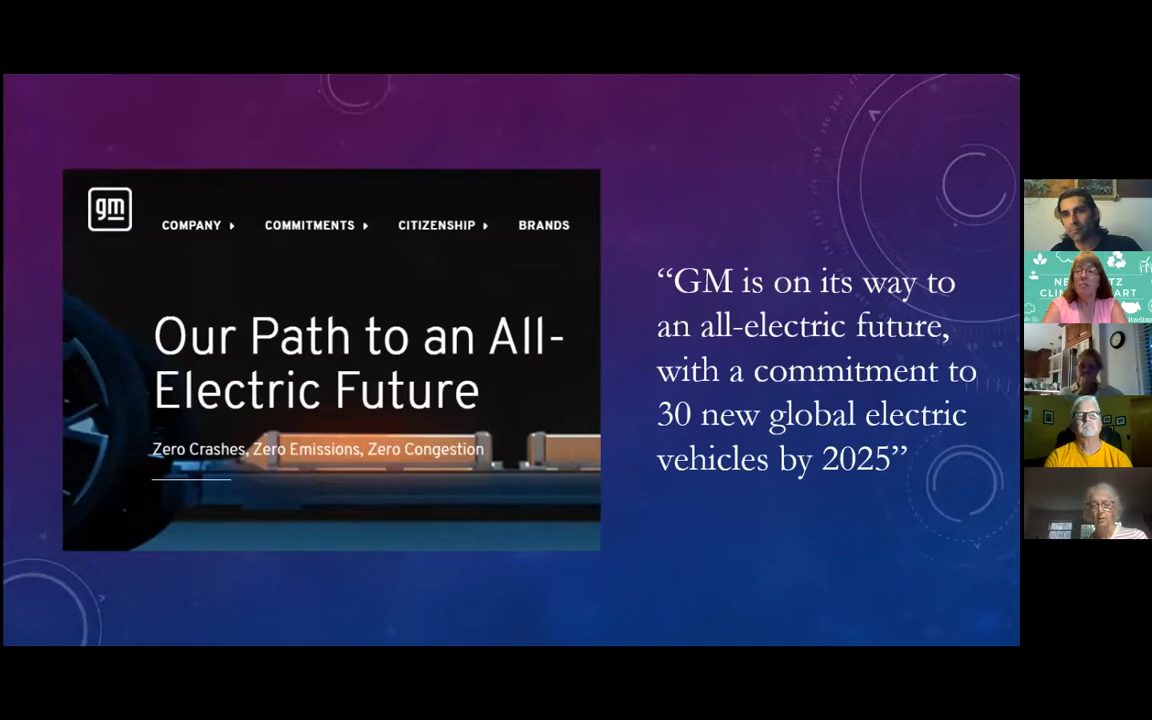 gm
COMPANY
COMMITMENTS
CITIZENSHIP
BRANDS
Our Path to an All-
Electric Future
Zero Crashes, Zero Emissions, Zero Congestion
“GM is on its way to
an all-electric future,
with a commitment to
30 new global electric
vehicles by 2025”